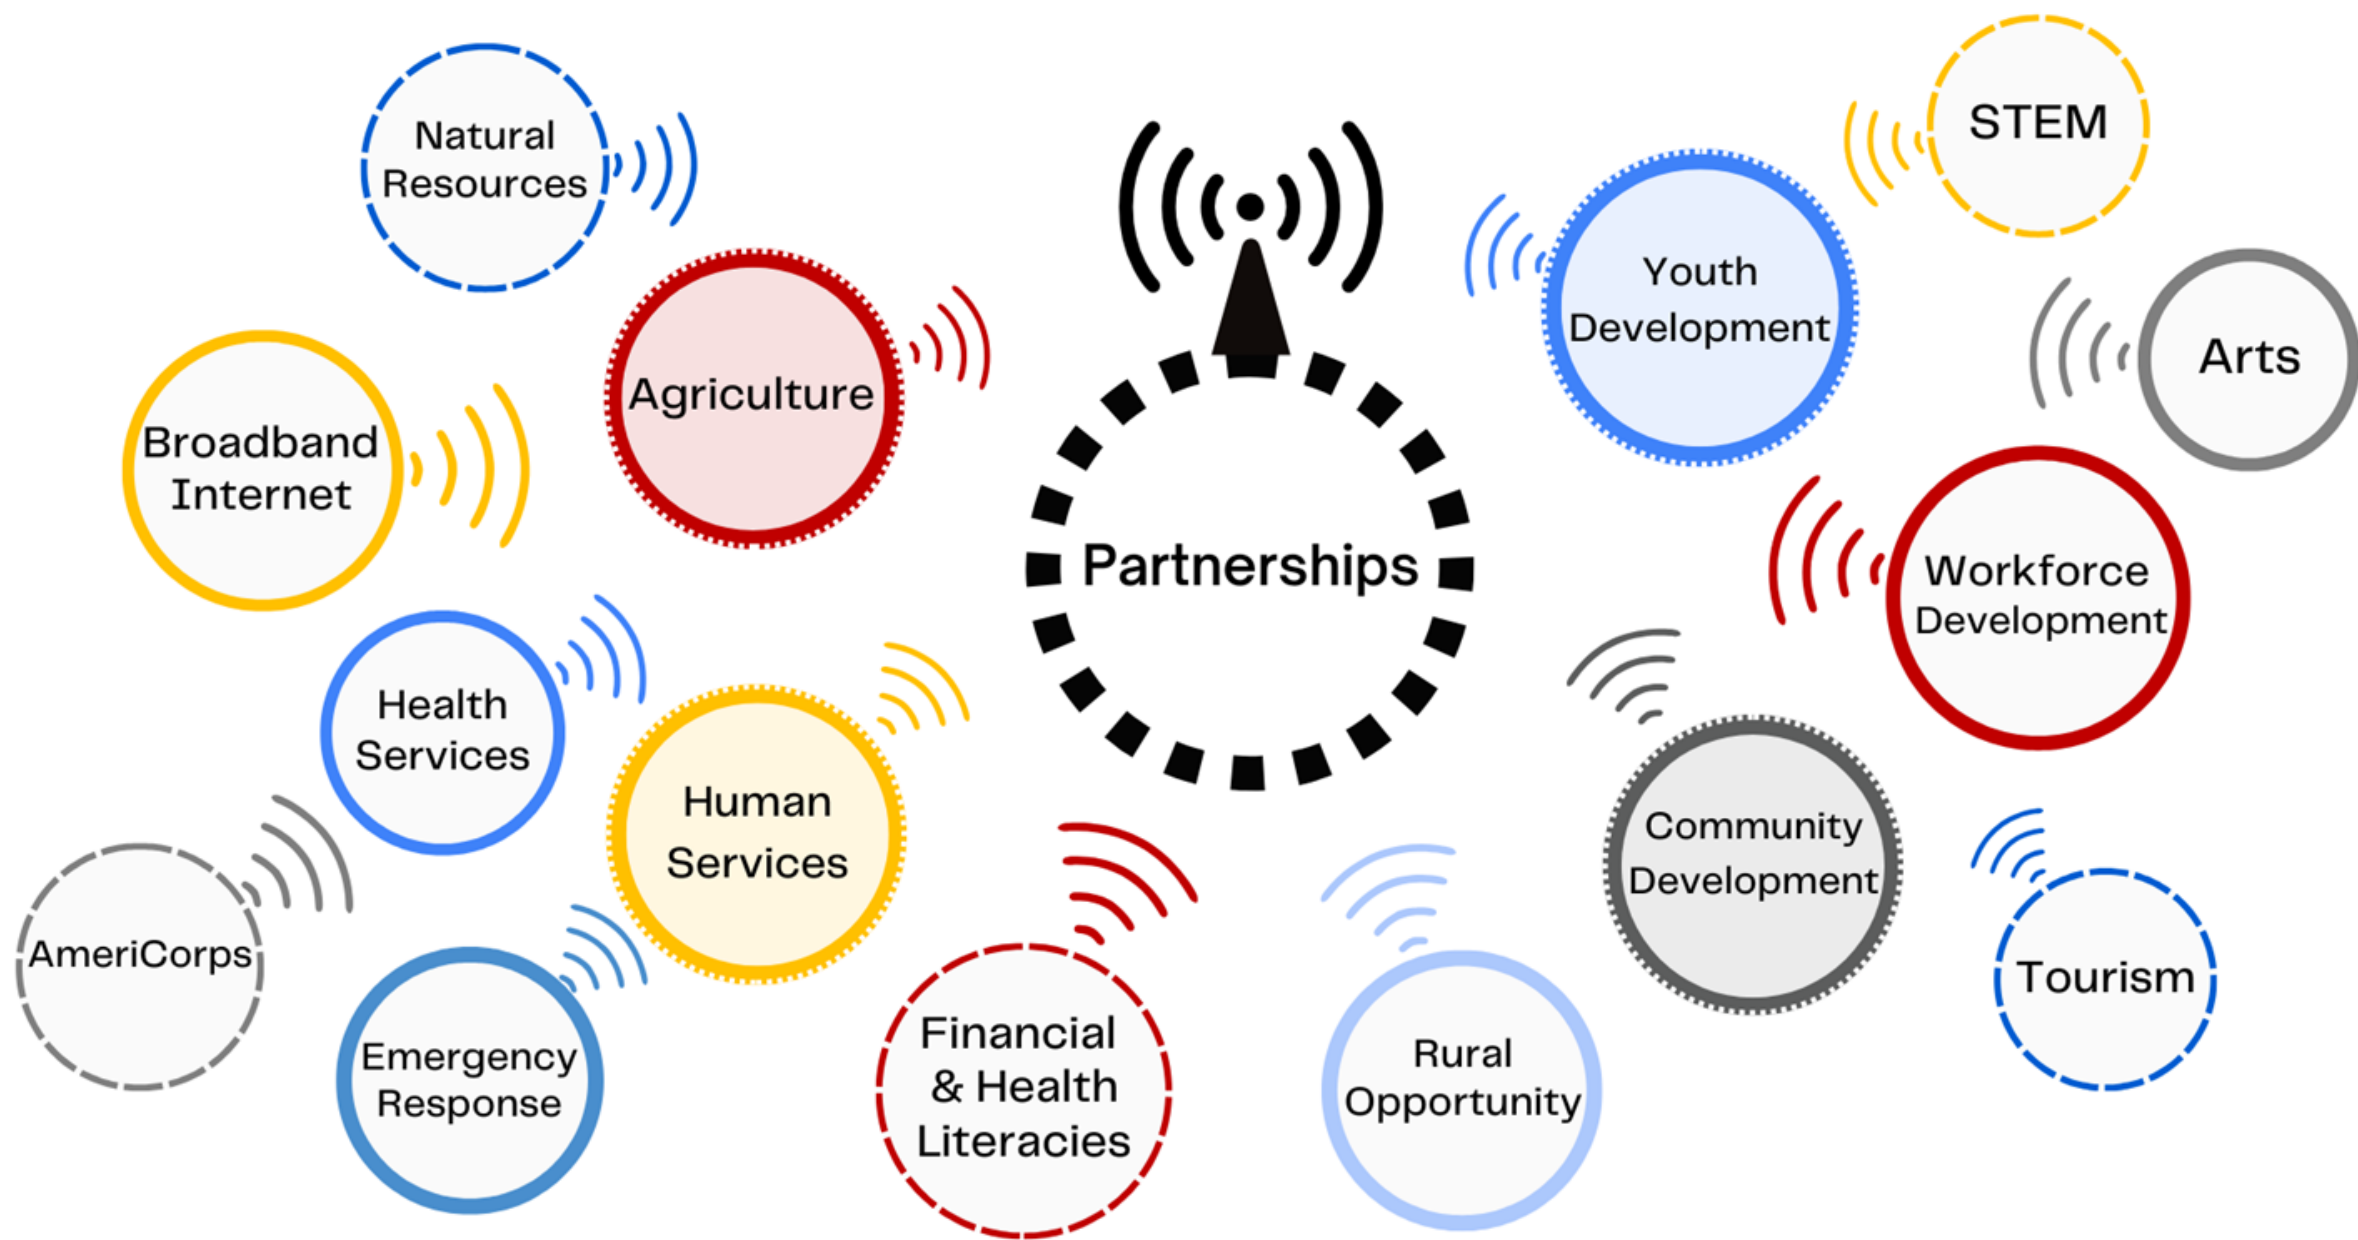 Natural
Resources
STEM
Youth
Development
Arts
Agriculture
Broadband
Internet
Partnerships
Workforce
Development
Health
Services
Human
Services
Community
Development
AmeriCorps
Tourism
Emergency
Response
Financial
& Health
Literacies
Rural
Opportunity